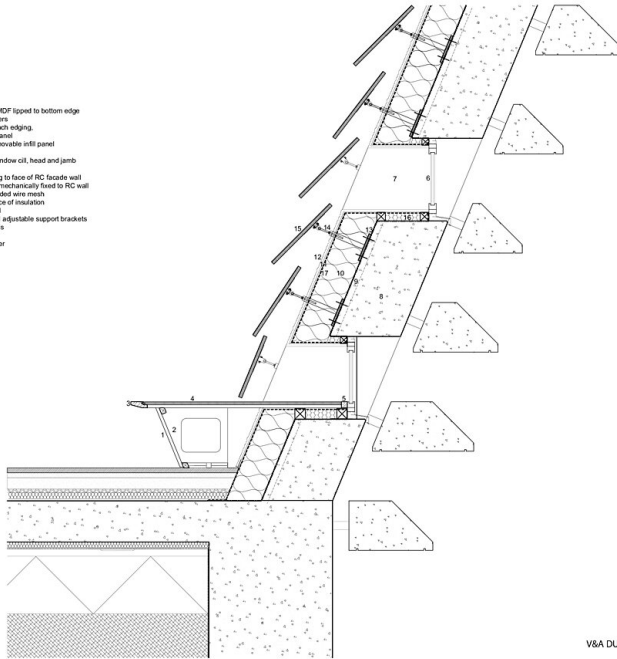 MDF lipped to bottom edge
ers
ch edging,
anel
ovable infill panel
ndow cill, head and jamb
g to face of RC facade wall
mechanically fixed to RC wall
ded wire mesh
ce of insulation
adjustable support brackets
s
er
7
6
15
14
13
16
12
17
10
9
8
3
4
5
2
1
V&A DU